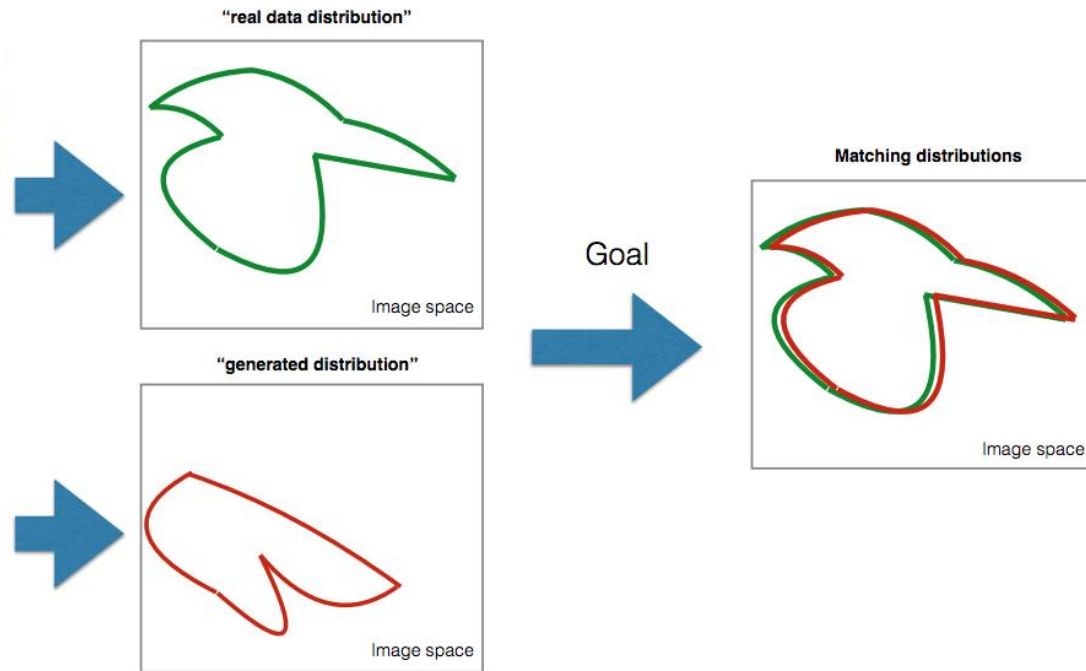 “real data distribution”
Image space
“generated distribution”
Image space
Goal
Matching distributions
Image space